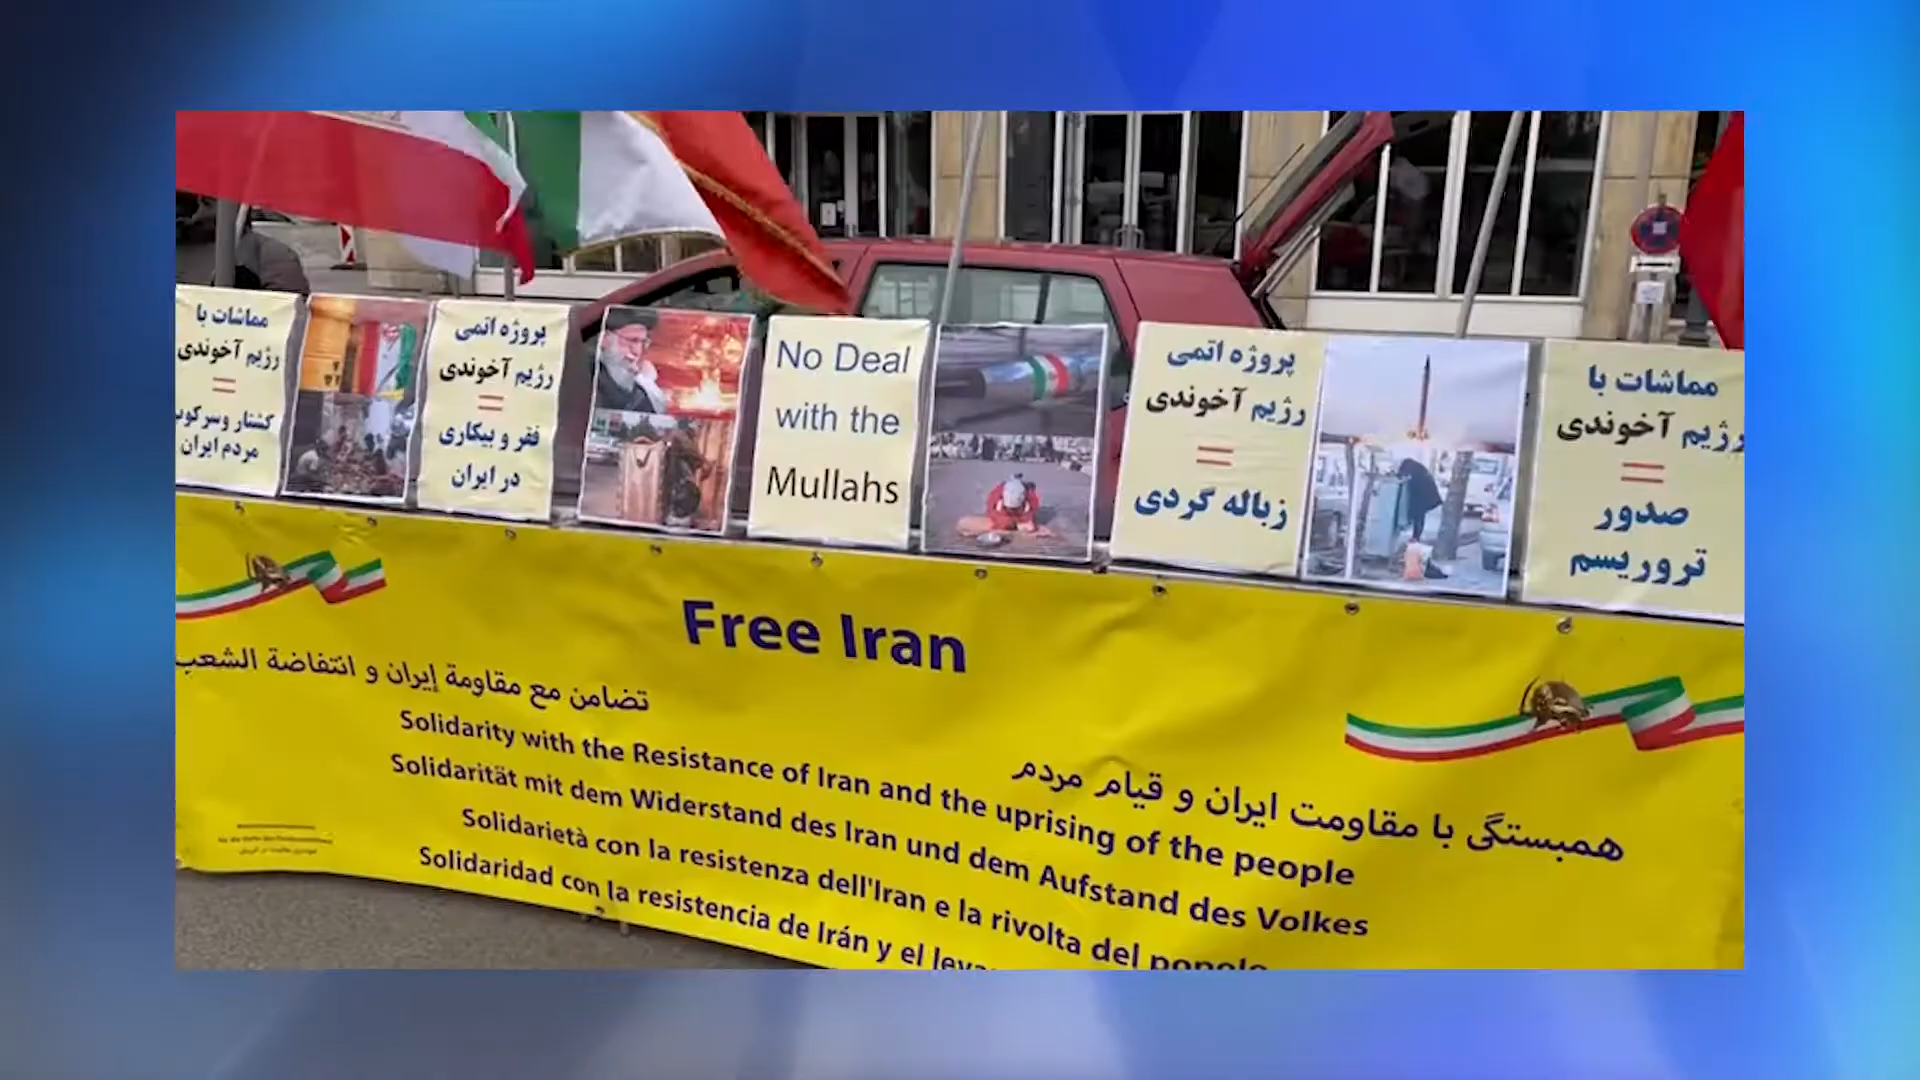 مماشات با
رژیم آخوندی
=
کشتار و سرکوب
مردم ایران
پروژه اتمی
رژیم آخوندی
=
فقر و بیکاری
در ایران
No Deal
with the
Mullahs
پروژه اتمی
رژیم آخوندی
=
زباله گردی
مماشات با
رژیم آخوندی
=
صدور
تروریسم
Free Iran
تضامن مع مقاومة إيران و انتفاضة الشعب
همبستگی با مقاومت ایران و قیام مردم
Solidarity with the Resistance of Iran and the uprising of the people
Solidarität mit dem Widerstand des Iran und dem Aufstand des Volkes
Solidarietà con la resistenza dell'Iran e la rivolta del popolo
Solidaridad con la resistencia de Irán y el